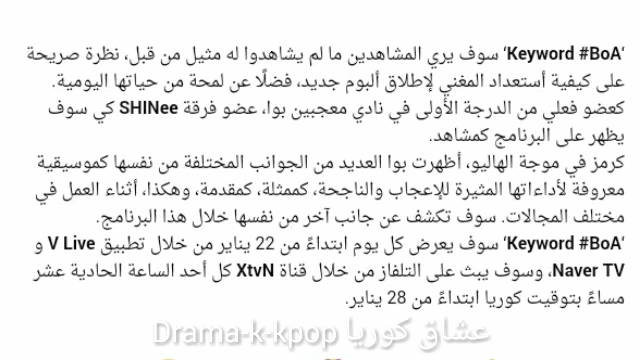 ‘Keyword #BoA’ سوف يري المشاهدين ما لم يشاهدوا له مثيل من قبل، نظرة صريحة
على كيفية أستعداد المغني لإطلاق ألبوم جديد، فضلًا عن لمحة من حياتها اليومية.
كعضو فعلي من الدرجة الأولى في نادي معجبين بوا، عضو فرقة SHINee كي سوف
يظهر على البرنامج كمشاهد.
كرمز في موجة الهاليو، أظهرت بوا العديد من الجوانب المختلفة من نفسها كموسيقية
معروفة لأداءاتها المثيرة للإعجاب والناجحة، كممثلة، كمقدمة، وهكذا، أثناء العمل في
مختلف المجالات. سوف تكشف عن جانب آخر من نفسها خلال هذا البرنامج.
‘Keyword #BoA’ سوف يعرض كل يوم ابتداءً من 22 يناير من خلال تطبيق V Live و
Naver TV، وسوف يبث على التلفاز من خلال قناة XtvN كل أحد الساعة الحادية عشر
مساءً بتوقيت كوريا ابتداءً من 28 يناير.
عشاق كوريا Drama-k-kpop